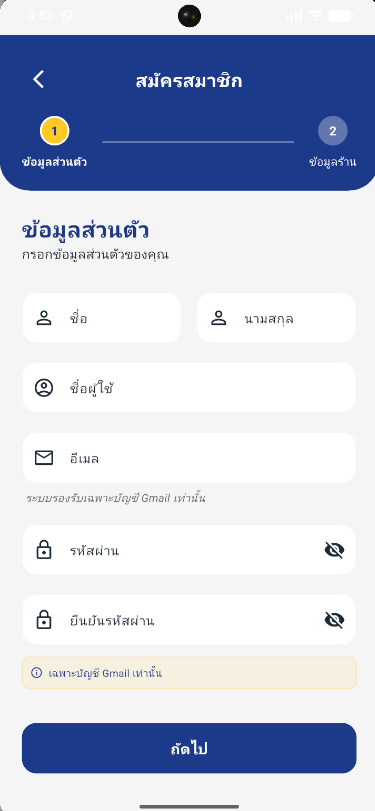 4:53
สมัครสมาชิก
1
2
ข้อมูลส่วนตัว
ข้อมูลร้าน
ข้อมูลส่วนตัว
กรอกข้อมูลส่วนตัวของคุณ
ชื่อ
นามสกุล
ชื่อผู้ใช้
อีเมล
ระบบรองรับเฉพาะบัญชี Gmail เท่านั้น
รหัสผ่าน
ยืนยันรหัสผ่าน
เฉพาะบัญชี Gmail เท่านั้น
ถัดไป